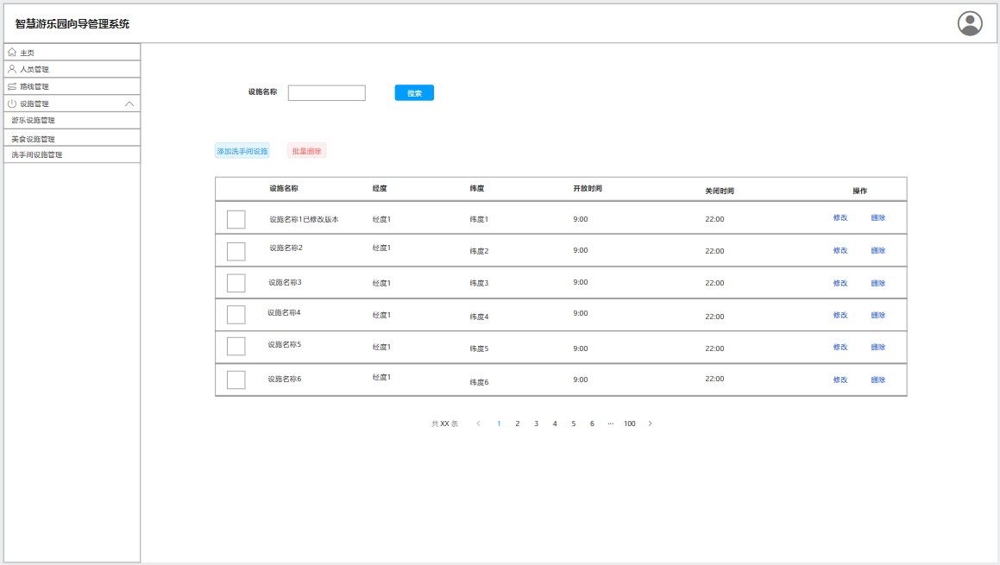 智慧游乐园向导管理系统
主页
人员管理
路线管理
设施管理
游乐设施管理
美食设施管理
洗手间设施管理
设施名称 搜索
添加洗手间设施 批量删除
设施名称 经度 纬度 开放时间 关闭时间 操作
设施名称1已修改版本 经度1 纬度1 9:00 22:00 修改 删除
设施名称2 经度1 纬度2 9:00 22:00 修改 删除
设施名称3 经度1 纬度3 9:00 22:00 修改 删除
设施名称4 经度1 纬度4 9:00 22:00 修改 删除
设施名称5 经度1 纬度5 9:00 22:00 修改 删除
设施名称6 经度1 纬度6 9:00 22:00 修改 删除
共 XX 条 < 1 2 3 4 5 6 ··· 100 >